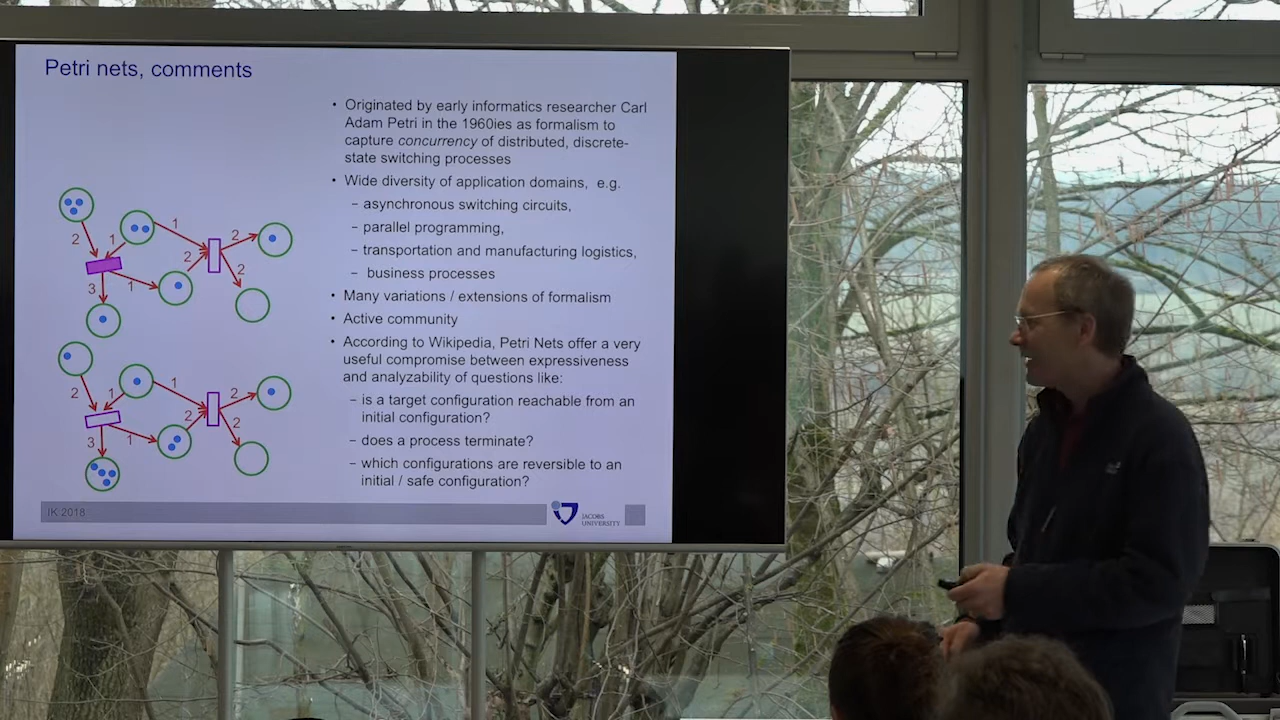 Petri nets, comments
• Originated by early informatics researcher Carl
Adam Petri in the 1960ies as formalism to
capture concurrency of distributed, discrete-
state switching processes
• Wide diversity of application domains, e.g.
– asynchronous switching circuits,
– parallel programming,
– transportation and manufacturing logistics,
– business processes
• Many variations / extensions of formalism
• Active community
• According to Wikipedia, Petri Nets offer a very
useful compromise between expressiveness
and analyzability of questions like:
– is a target configuration reachable from an
initial configuration?
– does a process terminate?
– which configurations are reversible to an
initial / safe configuration?
2 1 1 2
2 2
3 1
2 1 1 2
2 2
3 1
IK 2018
JACOBS
UNIVERSITY